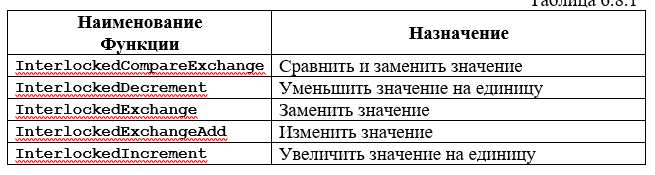 Таблица 6.8.1
Наименование
Функции
Назначение
InterlockedCompareExchange Сравнить и заменить значение
InterlockedDecrement Уменьшить значение на единицу
InterlockedExchange Заменить значение
InterlockedExchangeAdd Изменить значение
InterlockedIncrement Увеличить значение на единицу